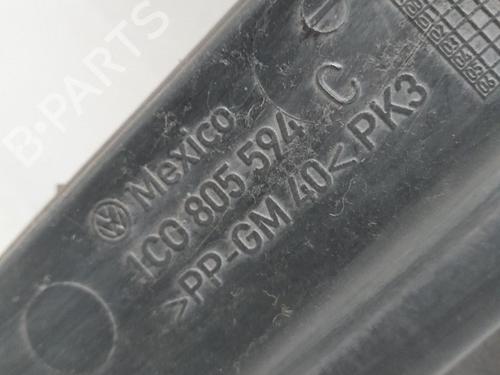 B-PARTS
Mexico
1C0 805 594 C
>PP-GM 40< PK3